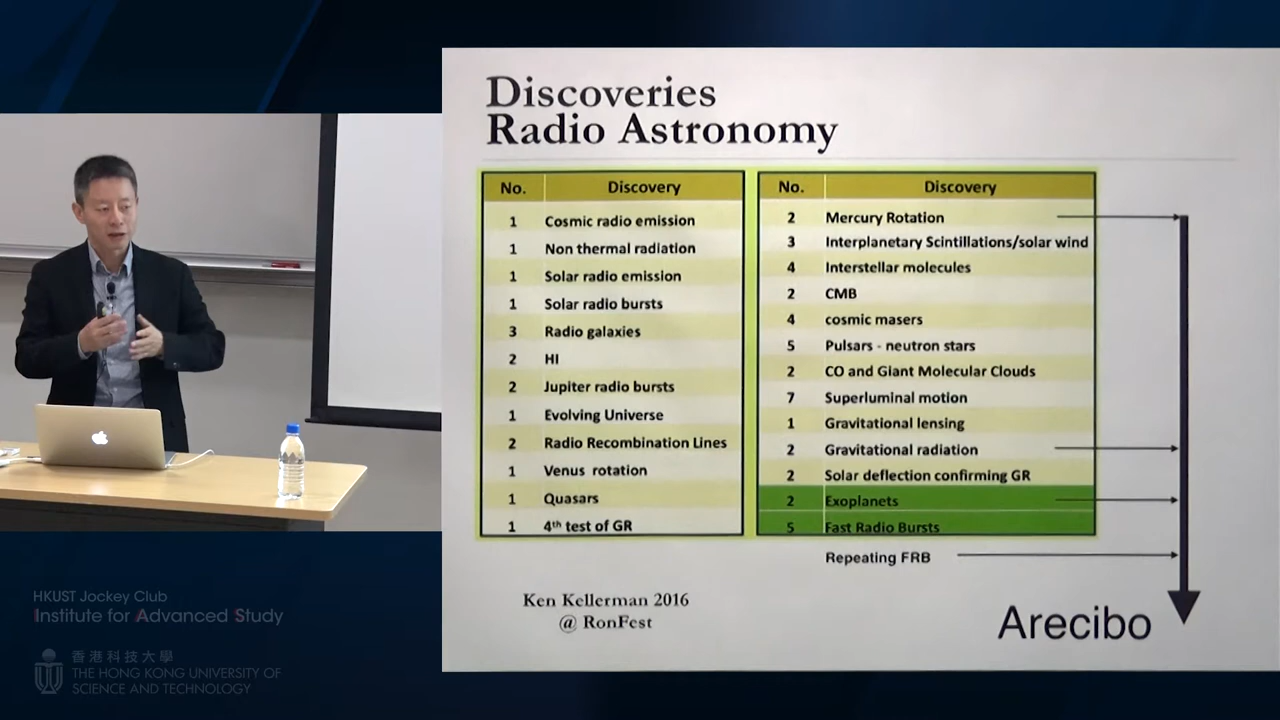 Discoveries
Radio Astronomy
No. Discovery
1 Cosmic radio emission
1 Non thermal radiation
1 Solar radio emission
1 Solar radio bursts
3 Radio galaxies
2 HI
2 Jupiter radio bursts
1 Evolving Universe
2 Radio Recombination Lines
1 Venus rotation
1 Quasars
1 4th test of GR
No. Discovery
2 Mercury Rotation
3 Interplanetary Scintillations/solar wind
4 Interstellar molecules
2 CMB
4 cosmic masers
5 Pulsars - neutron stars
2 CO and Giant Molecular Clouds
7 Superluminal motion
1 Gravitational lensing
2 Gravitational radiation
2 Solar deflection confirming GR
2 Exoplanets
5 Fast Radio Bursts
Repeating FRB
Ken Kellerman 2016
@ RonFest
Arecibo
HKUST Jockey Club
Institute for Advanced Study
香港科技大學
THE HONG KONG UNIVERSITY OF
SCIENCE AND TECHNOLOGY